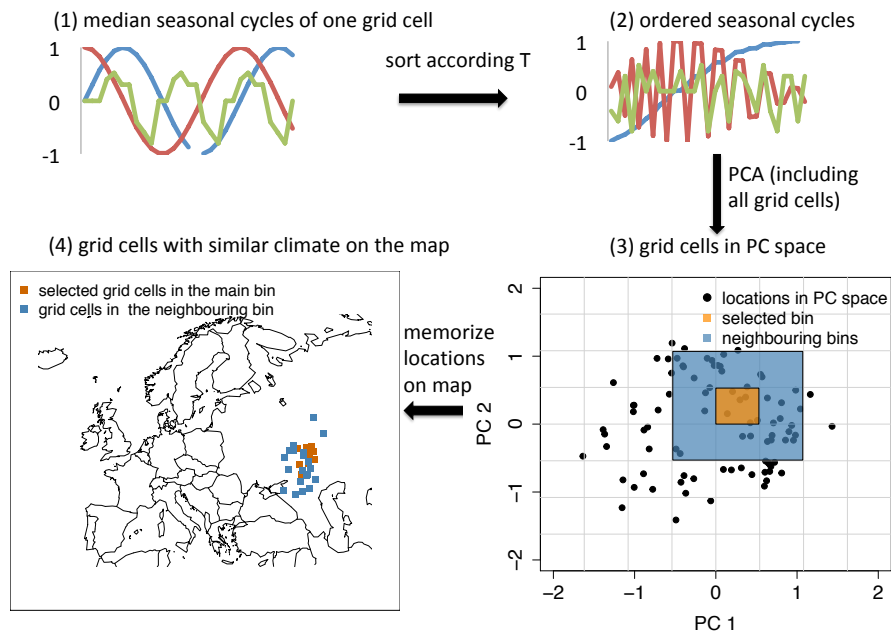 (1) median seasonal cycles of one grid cell
1
0
-1
sort according T
(2) ordered seasonal cycles
1
0
-1
PCA (including
all grid cells)
(4) grid cells with similar climate on the map
selected grid cells in the main bin
grid cells in the neighbouring bin
memorize
locations
on map
(3) grid cells in PC space
locations in PC space
selected bin
neighbouring bins
PC 2
2
1
0
−1
−2
−2
−1
0
1
2
PC 1